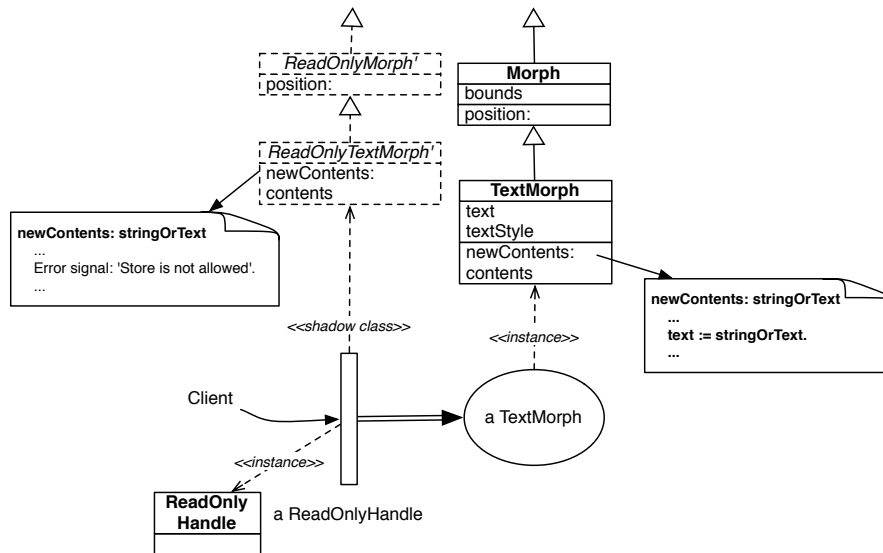 ReadOnlyMorph'
position:
Morph
bounds
position:
ReadOnlyTextMorph'
newContents:
contents
TextMorph
text
textStyle
newContents:
contents
newContents: stringOrText
...
Error signal: 'Store is not allowed'.
...
newContents: stringOrText
...
text := stringOrText.
...
<<shadow class>>
<<instance>>
Client
a TextMorph
<<instance>>
ReadOnly
Handle
a ReadOnlyHandle